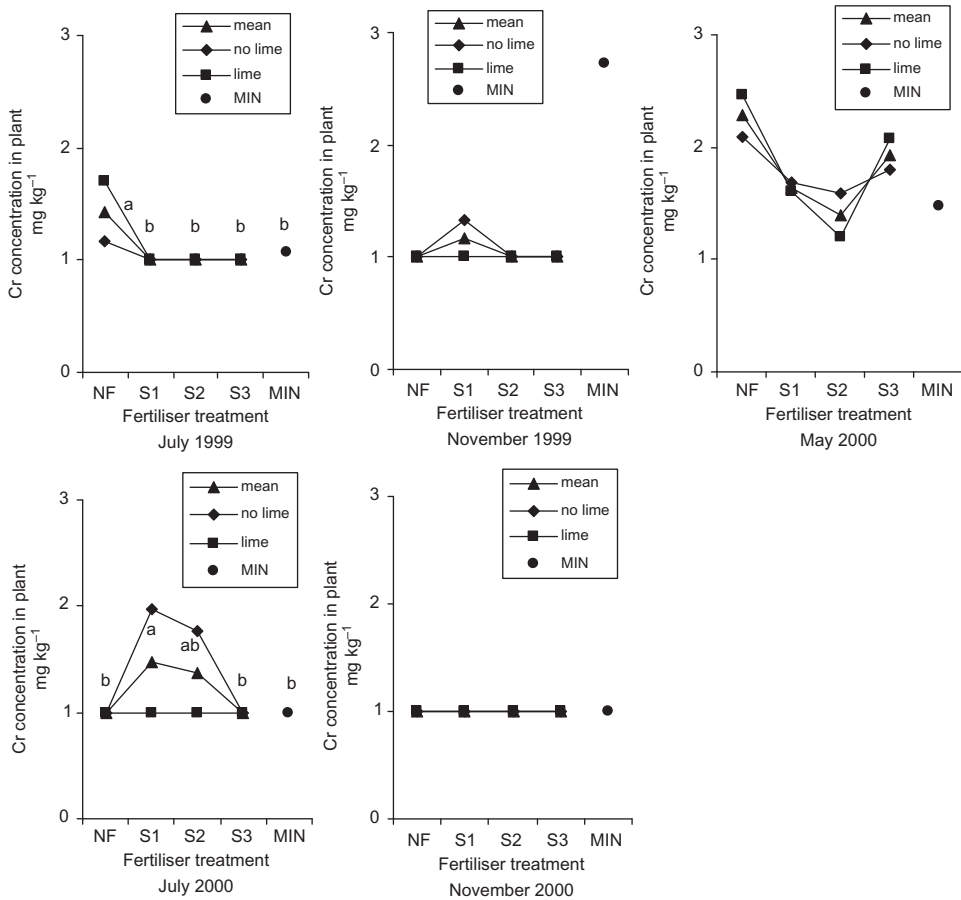 3
2
1
0
Cr concentration in plant
mg kg⁻¹
mean
no lime
lime
MIN
a
b
b
b
b
NF S1 S2 S3 MIN
Fertiliser treatment
July 1999
3
2
1
0
Cr concentration in plant
mg kg⁻¹
mean
no lime
lime
MIN
NF S1 S2 S3 MIN
Fertiliser treatment
November 1999
3
2
1
0
Cr concentration in plant
mg kg⁻¹
mean
no lime
lime
MIN
NF S1 S2 S3 MIN
Fertiliser treatment
May 2000
3
2
1
0
Cr concentration in plant
mg kg⁻¹
mean
no lime
lime
MIN
b
a
ab
b
b
NF S1 S2 S3 MIN
Fertiliser treatment
July 2000
3
2
1
0
Cr concentration in plant
mg kg⁻¹
mean
no lime
lime
MIN
NF S1 S2 S3 MIN
Fertiliser treatment
November 2000